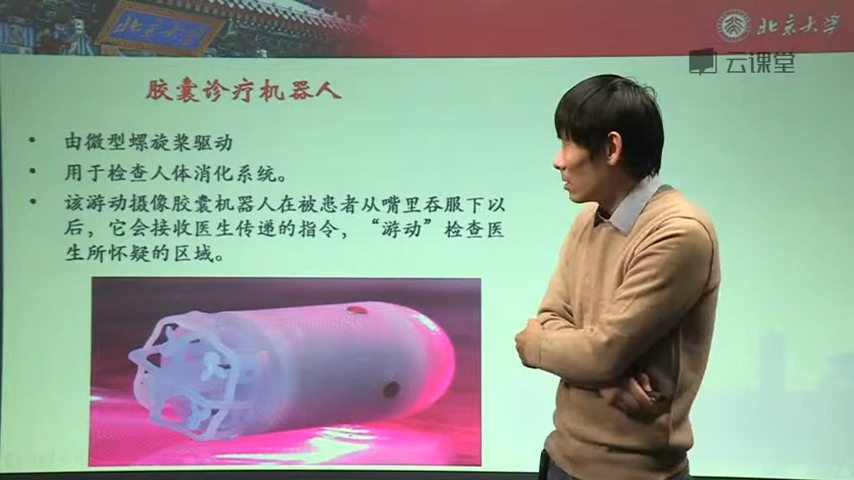 北京大学
北京大学
云课堂
胶囊诊疗机器人
• 由微型螺旋桨驱动
• 用于检查人体消化系统。
• 该游动摄像胶囊机器人在被患者从嘴里吞服下以
后，它会接收医生传递的指令，“游动”检查医
生所怀疑的区域。